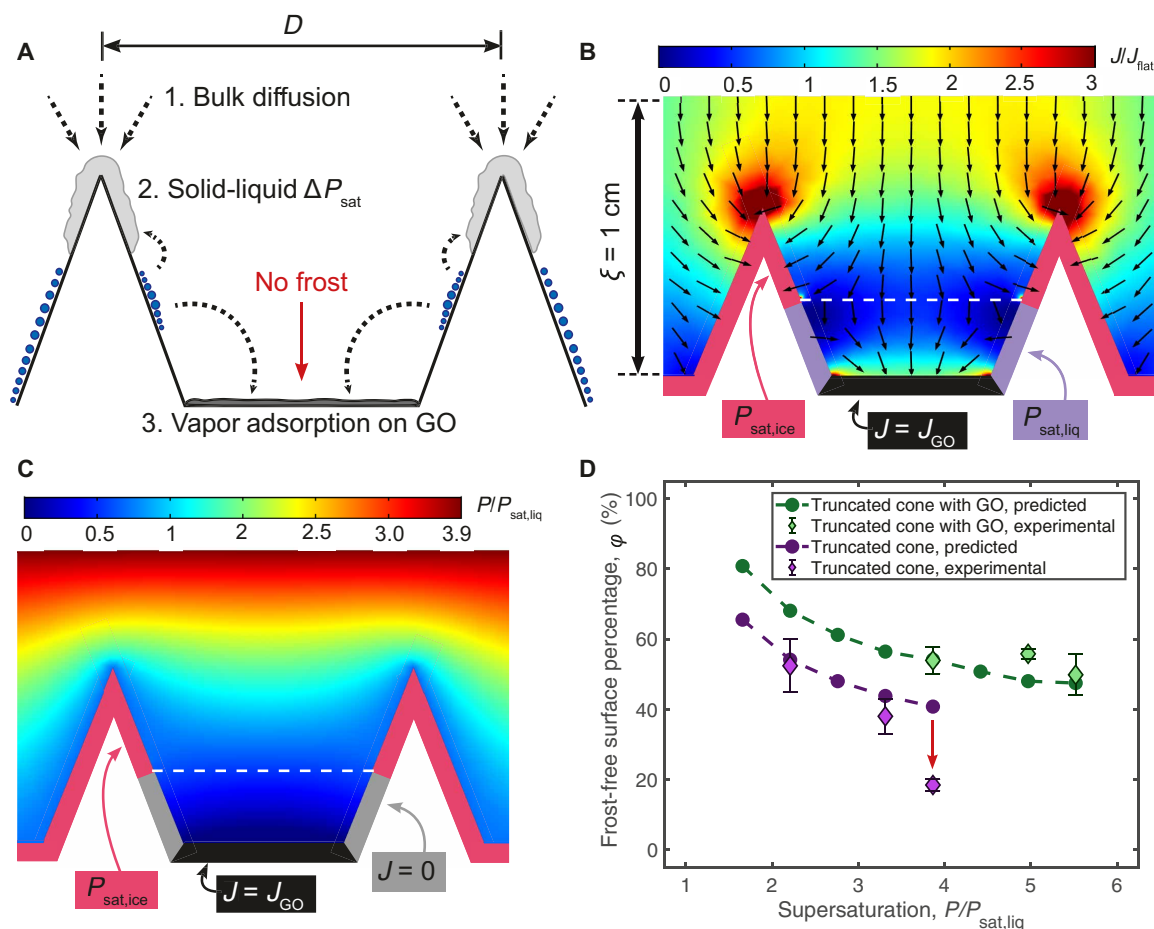 A
D
1. Bulk diffusion
2. Solid-liquid ΔPsat
No frost
3. Vapor adsorption on GO
B
J/Jflat
0 0.5 1 1.5 2 2.5 3
ξ = 1 cm
Psat,ice
J = JGO
Psat,liq
C
P/Psat,liq
0 0.5 1 1.5 2 2.5 3.0 3.9
Psat,ice
J = JGO
J = 0
D
Frost-free surface percentage, φ (%)
100
80
60
40
20
0
Truncated cone with GO, predicted
Truncated cone with GO, experimental
Truncated cone, predicted
Truncated cone, experimental
1 2 3 4 5 6
Supersaturation, P/Psat,liq